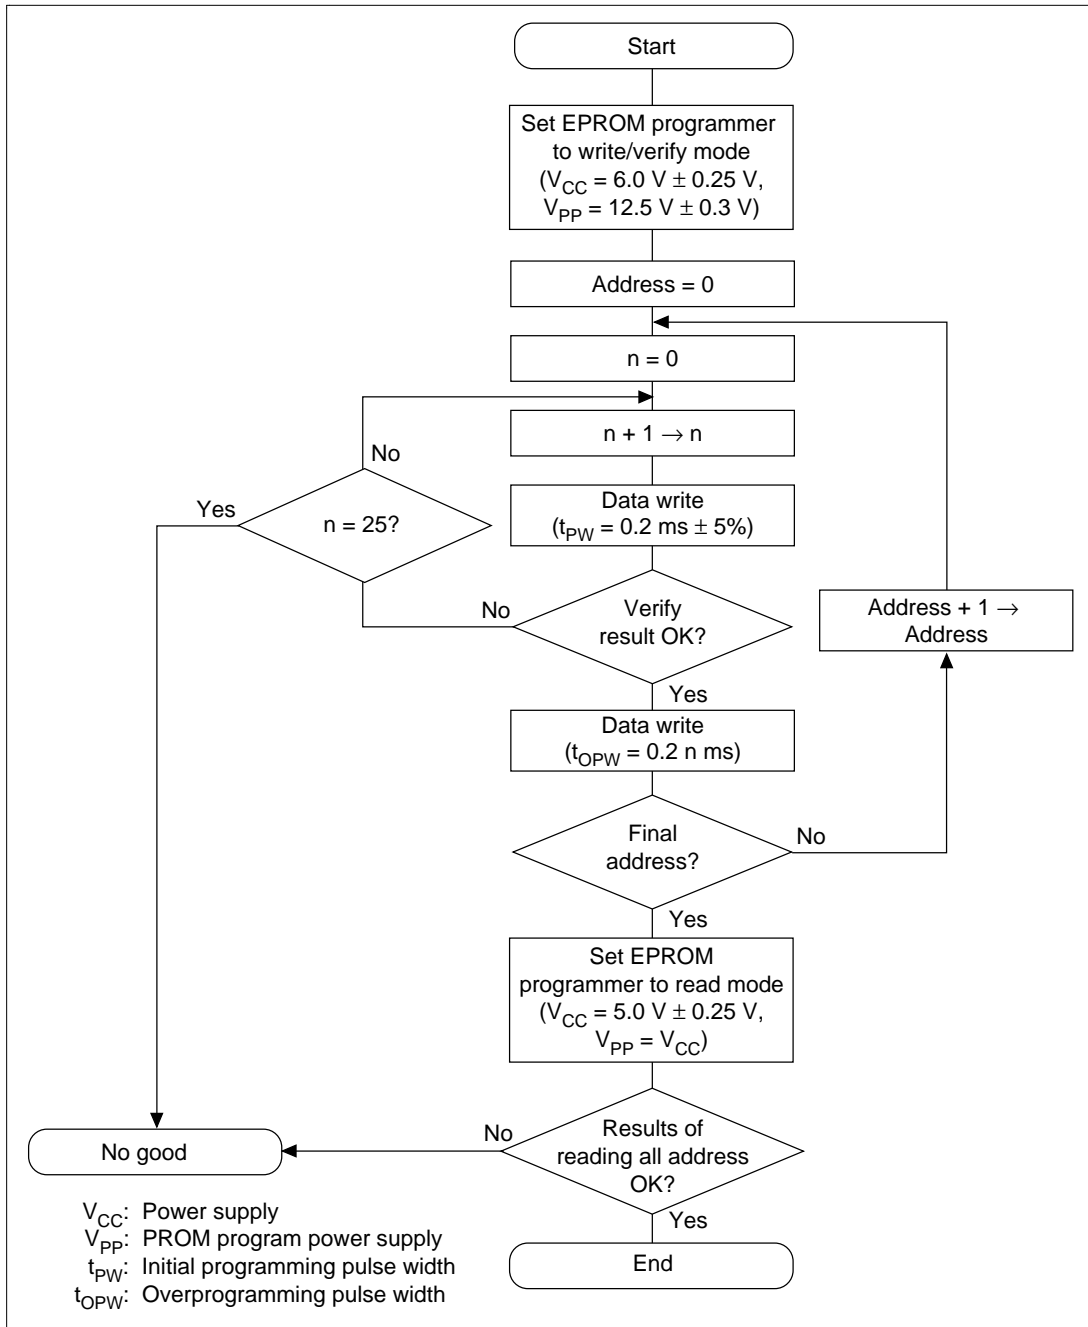 Start
Set EPROM programmer
to write/verify mode
(VCC = 6.0 V ± 0.25 V,
VPP = 12.5 V ± 0.3 V)
Address = 0
n = 0
n + 1 → n
No
Yes
n = 25?
Data write
(tPW = 0.2 ms ± 5%)
No
Verify
result OK?
Address + 1 →
Address
Yes
Data write
(tOPW = 0.2 n ms)
Final
address?
No
Yes
Set EPROM
programmer to read mode
(VCC = 5.0 V ± 0.25 V,
VPP = VCC)
No good
No
Results of
reading all address
OK?
Yes
End
VCC: Power supply
VPP: PROM program power supply
tPW: Initial programming pulse width
tOPW: Overprogramming pulse width